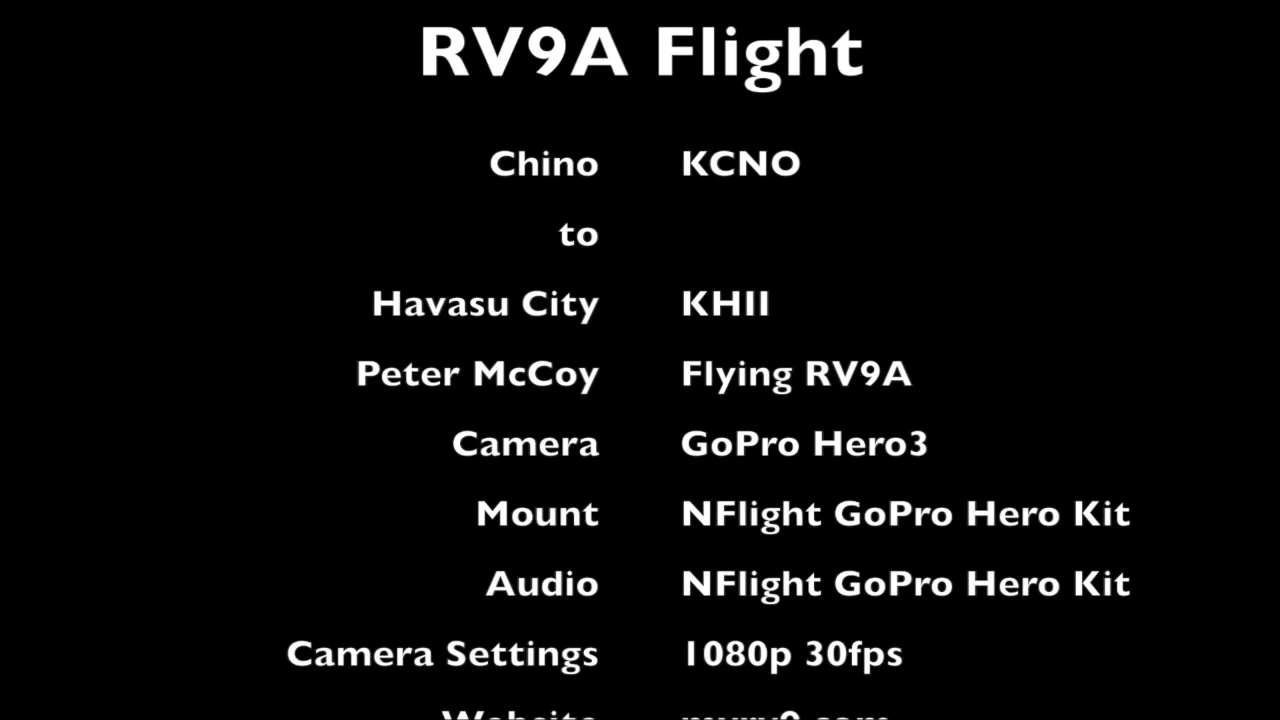 RV9A Flight
Chino KCNO
to
Havasu City KHII
Peter McCoy Flying RV9A
Camera GoPro Hero3
Mount NFlight GoPro Hero Kit
Audio NFlight GoPro Hero Kit
Camera Settings 1080p 30fps
Website